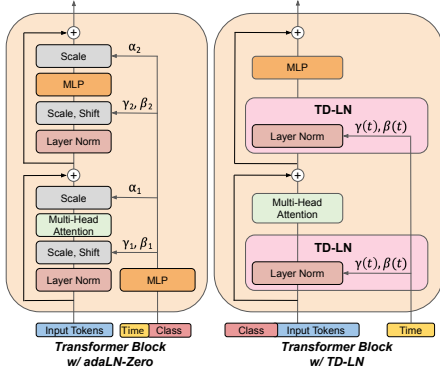 Scale
α₂
MLP
Scale, Shift
γ₂, β₂
Layer Norm
Scale
α₁
Multi-Head
Attention
Scale, Shift
γ₁, β₁
Layer Norm
MLP
Input Tokens
Time
Class
Transformer Block
w/ adaLN-Zero
MLP
TD-LN
Layer Norm
γ(t), β(t)
Multi-Head
Attention
TD-LN
Layer Norm
γ(t), β(t)
Class
Input Tokens
Time
Transformer Block
w/ TD-LN